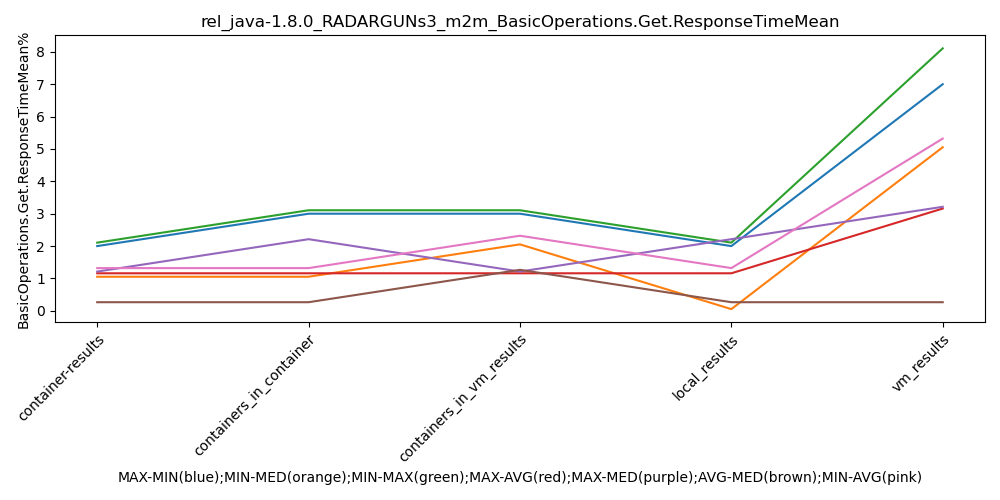 rel_java-1.8.0_RADARGUNs3_m2m_BasicOperations.Get.ResponseTimeMean
BasicOperations.Get.ResponseTimeMean%
8
7
6
5
4
3
2
1
0
container-results
containers_in_container
containers_in_vm_results
local_results
vm_results
MAX-MIN(blue);MIN-MED(orange);MIN-MAX(green);MAX-AVG(red);MAX-MED(purple);AVG-MED(brown);MIN-AVG(pink)